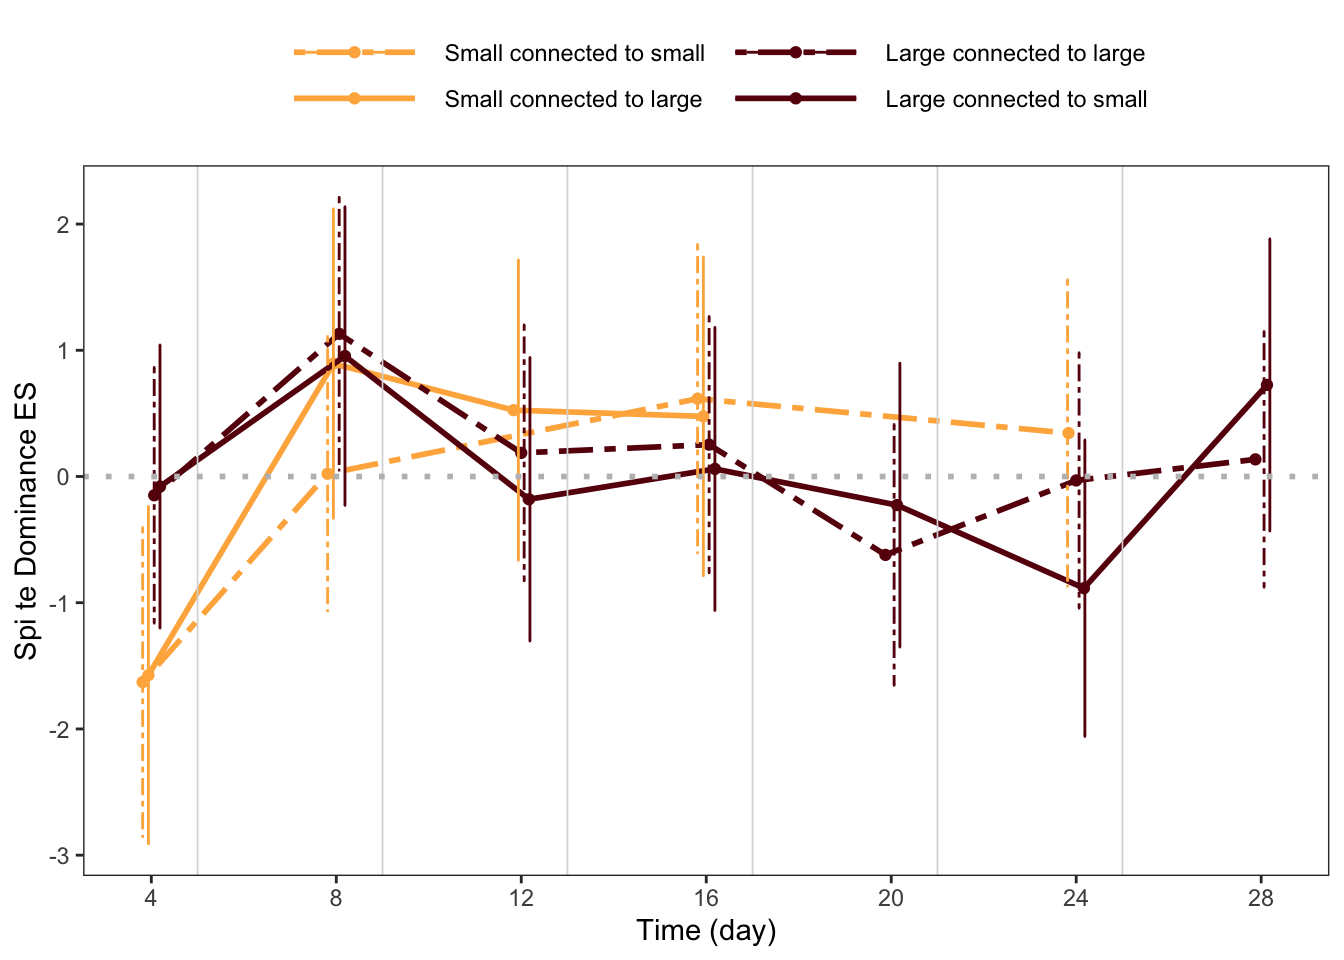 Small connected to small
Large connected to large
Small connected to large
Large connected to small
2
1
0
-1
-2
-3
Spi te Dominance ES
4
8
12
16
20
24
28
Time (day)